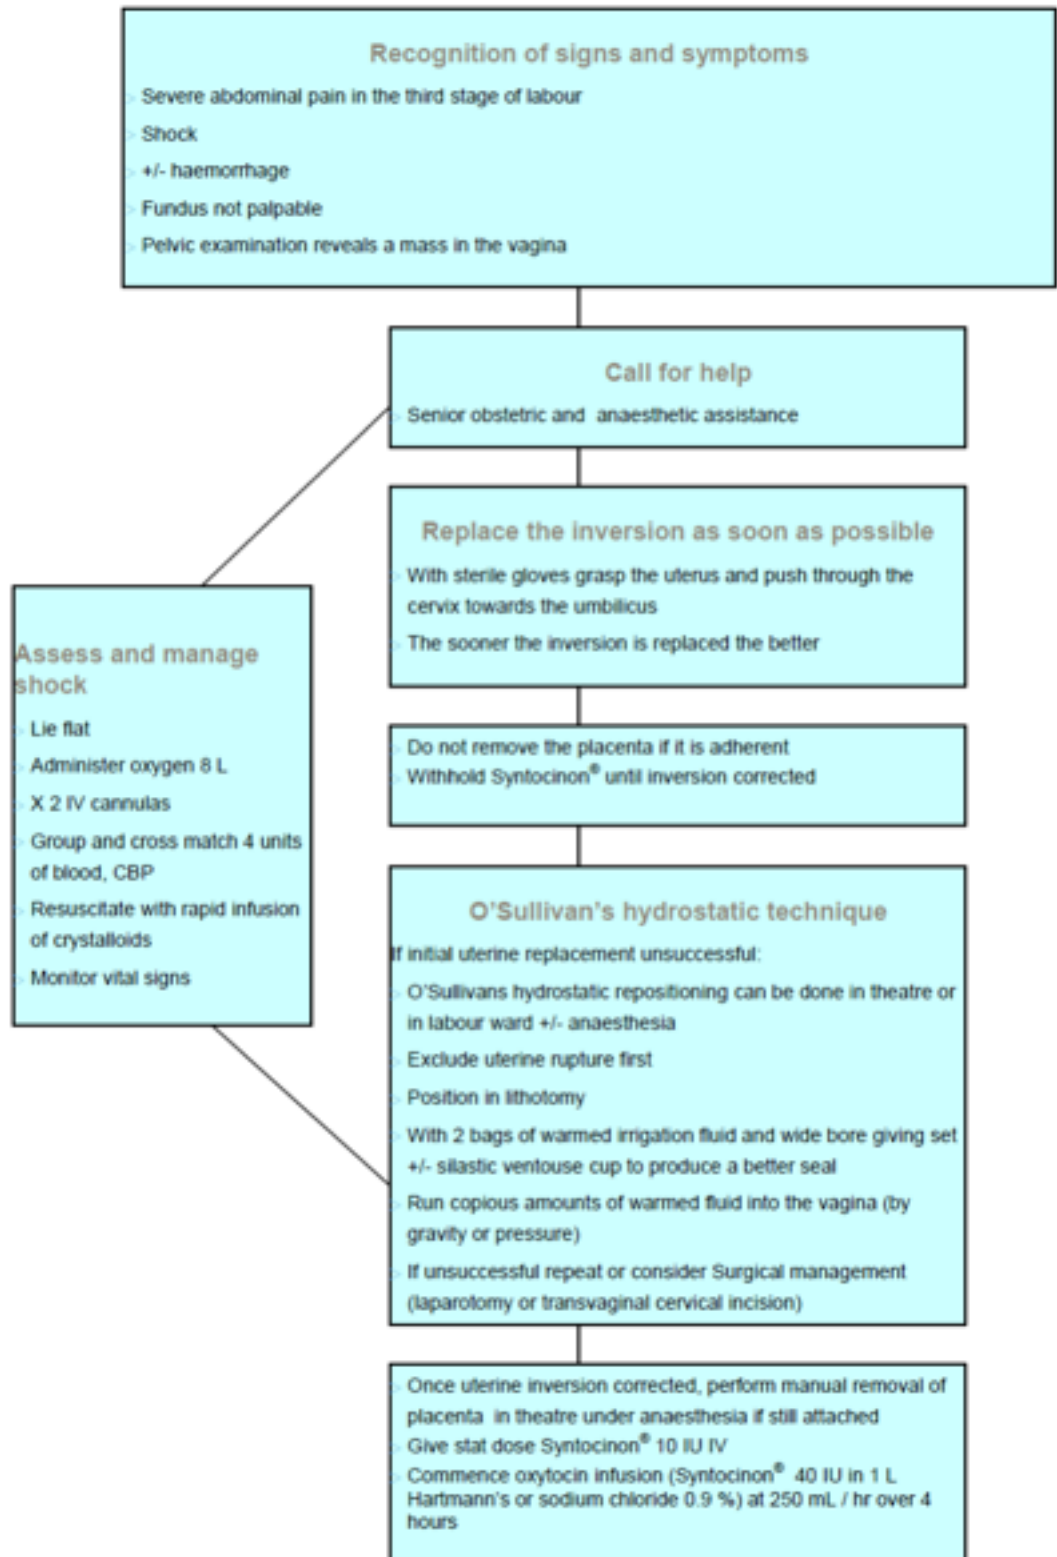 Recognition of signs and symptoms
Severe abdominal pain in the third stage of labour
Shock
+/- haemorrhage
Fundus not palpable
Pelvic examination reveals a mass in the vagina
Call for help
Senior obstetric and anaesthetic assistance
Replace the inversion as soon as possible
With sterile gloves grasp the uterus and push through the
cervix towards the umbilicus
The sooner the inversion is replaced the better
Assess and manage
shock
Lie flat
Administer oxygen 8 L
X 2 IV cannulas
Group and cross match 4 units
of blood, CBP
Resuscitate with rapid infusion
of crystalloids
Monitor vital signs
Do not remove the placenta if it is adherent
Withhold Syntocinon® until inversion corrected
O'Sullivan's hydrostatic technique
If initial uterine replacement unsuccessful:
O'Sullivans hydrostatic repositioning can be done in theatre or
in labour ward +/- anaesthesia
Exclude uterine rupture first
Position in lithotomy
With 2 bags of warmed irrigation fluid and wide bore giving set
+/- silastic ventouse cup to produce a better seal
Run copious amounts of warmed fluid into the vagina (by
gravity or pressure)
If unsuccessful repeat or consider Surgical management
(laparotomy or transvaginal cervical incision)
Once uterine inversion corrected, perform manual removal of
placenta in theatre under anaesthesia if still attached
Give stat dose Syntocinon® 10 IU IV
Commence oxytocin infusion (Syntocinon® 40 IU in 1 L
Hartmann's or sodium chloride 0.9 %) at 250 mL / hr over 4
hours